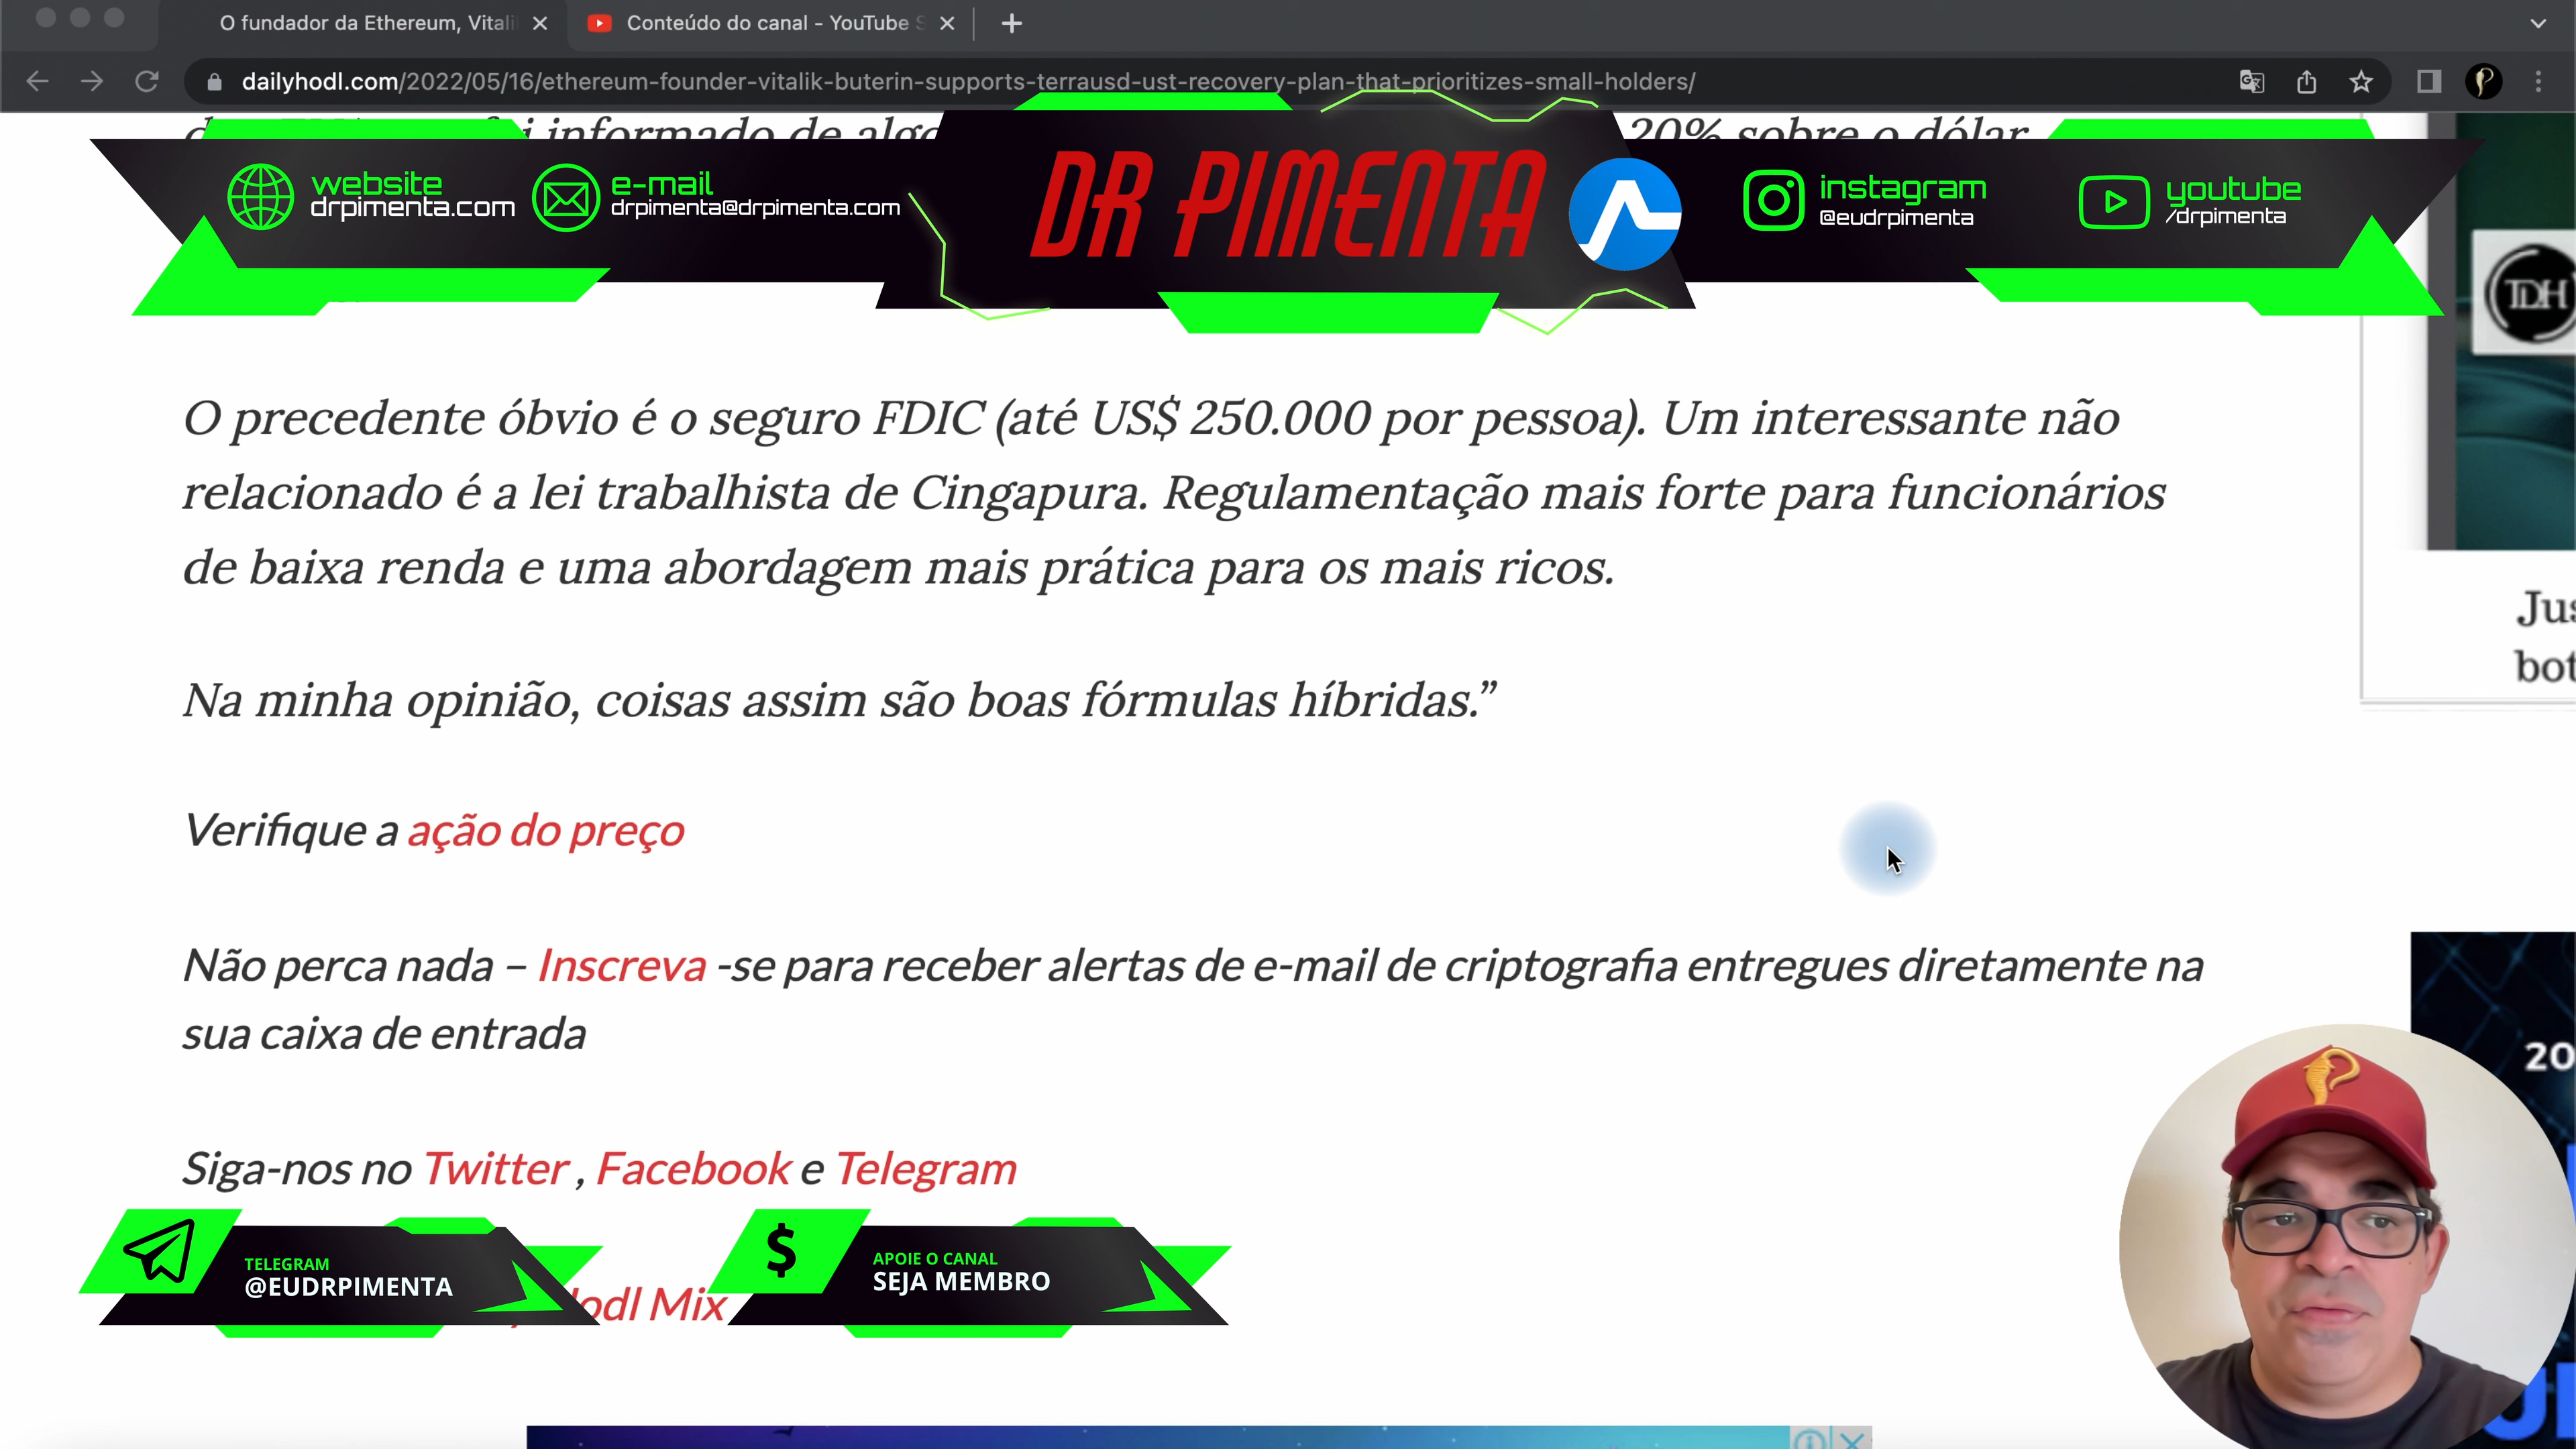 O fundador da Ethereum, Vitali
Conteúdo do canal - YouTube S
dailyhodl.com/2022/05/16/ethereum-founder-vitalik-buterin-supports-terrausd-ust-recovery-plan-that-prioritizes-small-holders/
informado de algo
20% sobre o dólar
website
drpimenta.com
e-mail
drpimenta@drpimenta.com
DR PIMENTA
instagram
@eudrpimenta
youtube
/drpimenta
TDH
O precedente óbvio é o seguro FDIC (até US$ 250.000 por pessoa). Um interessante não
relacionado é a lei trabalhista de Cingapura. Regulamentação mais forte para funcionários
de baixa renda e uma abordagem mais prática para os mais ricos.
Jus
bot
Na minha opinião, coisas assim são boas fórmulas híbridas.”
Verifique a ação do preço
Não perca nada – Inscreva -se para receber alertas de e-mail de criptografia entregues diretamente na
sua caixa de entrada
20
Siga-nos no Twitter , Facebook e Telegram
TELEGRAM
@EUDRPIMENTA
APOIE O CANAL
SEJA MEMBRO
odl Mix